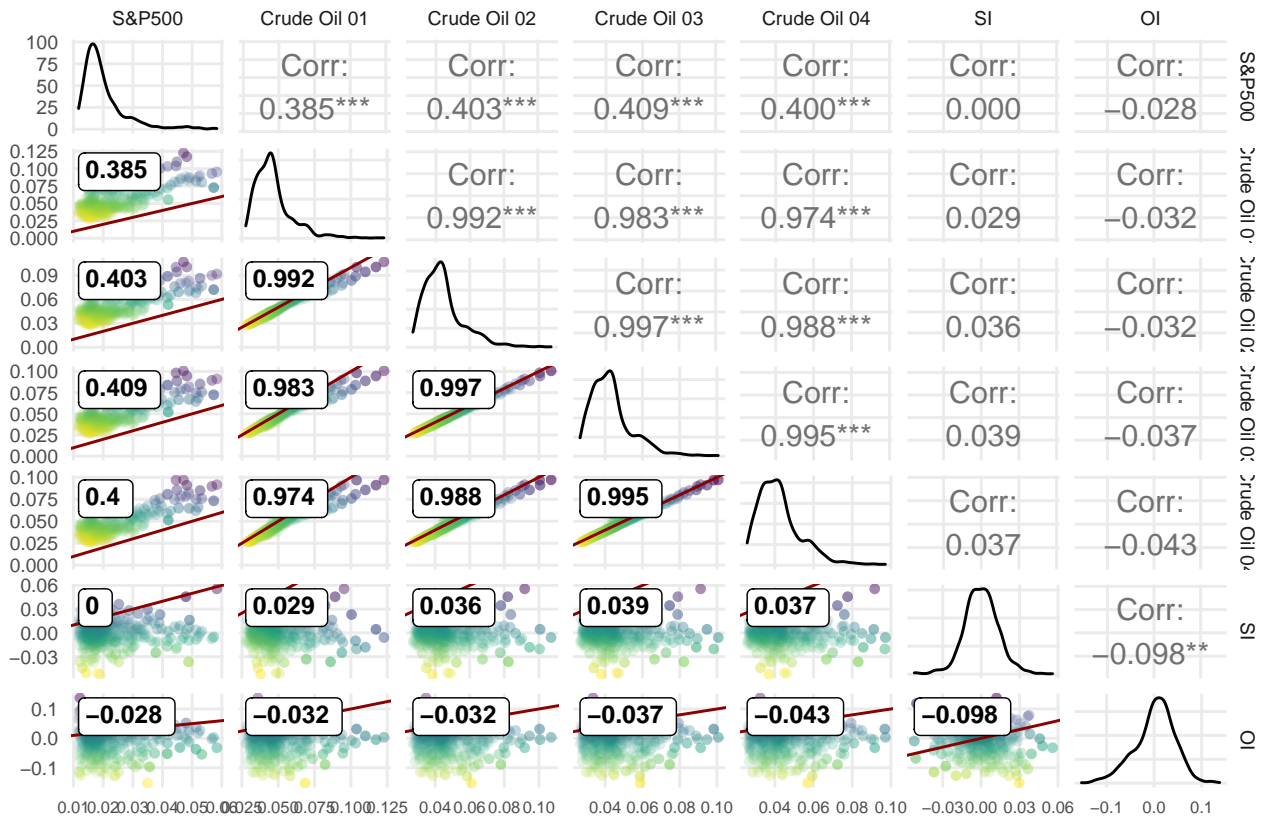 S&P500 Crude Oil 01 Crude Oil 02 Crude Oil 03 Crude Oil 04 SI OI
100 75 50 25 0
Corr: Corr: Corr: Corr: Corr: Corr:
0.385*** 0.403*** 0.409*** 0.400*** 0.000 −0.028
S&P500
0.125 0.100 0.075 0.050 0.025 0.000
0.385
Corr: Corr: Corr: Corr: Corr:
0.992*** 0.983*** 0.974*** 0.029 −0.032
Crude Oil 0
0.09 0.06 0.03 0.00
0.403 0.992
Corr: Corr: Corr: Corr:
0.997*** 0.988*** 0.036 −0.032
Crude Oil 02
0.100 0.075 0.050 0.025 0.000
0.409 0.983 0.997
Corr: Corr: Corr:
0.995*** 0.039 −0.037
Crude Oil 0
0.100 0.075 0.050 0.025 0.000
0.4 0.974 0.988 0.995
Corr: Corr:
0.037 −0.043
Crude Oil 04
0.06 0.03 0.00 −0.03
0 0.029 0.036 0.039 0.037
Corr:
−0.098**
SI
0.1 0.0 −0.1
−0.028 −0.032 −0.032 −0.037 −0.043 −0.098
OI
0.01 0.02 0.03 0.04 0.05 0.06 0.025 0.050 0.075 0.100 0.125 0.04 0.06 0.08 0.10 0.04 0.06 0.08 0.10 0.04 0.06 0.08 0.10 −0.03 0.00 0.03 0.06 −0.1 0.0 0.1